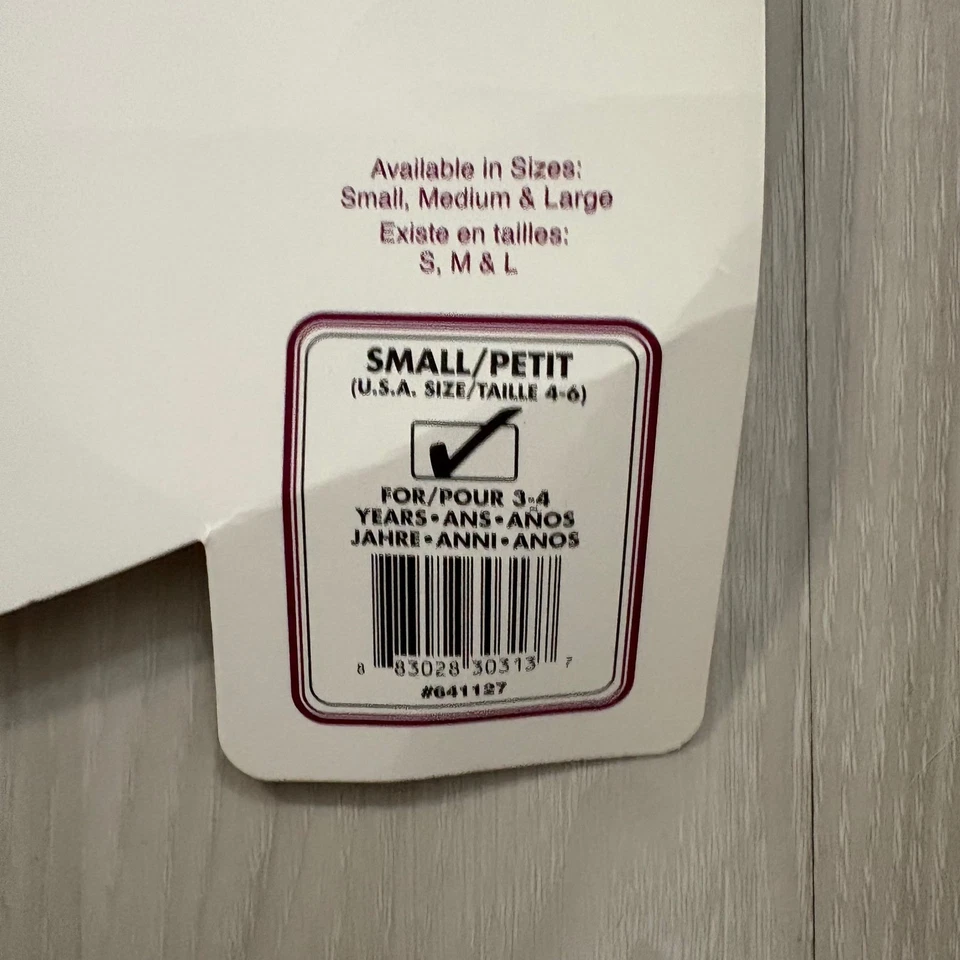 Available in Sizes:
Small, Medium & Large
Existe en tailles:
S, M & L
SMALL/PETIT
(U.S.A. SIZE/TAILLE 4-6)
FOR/POUR 3-4
YEARS•ANS•AÑOS
JAHRE•ANNI•ANOS
8 83028 30313 7
#641127